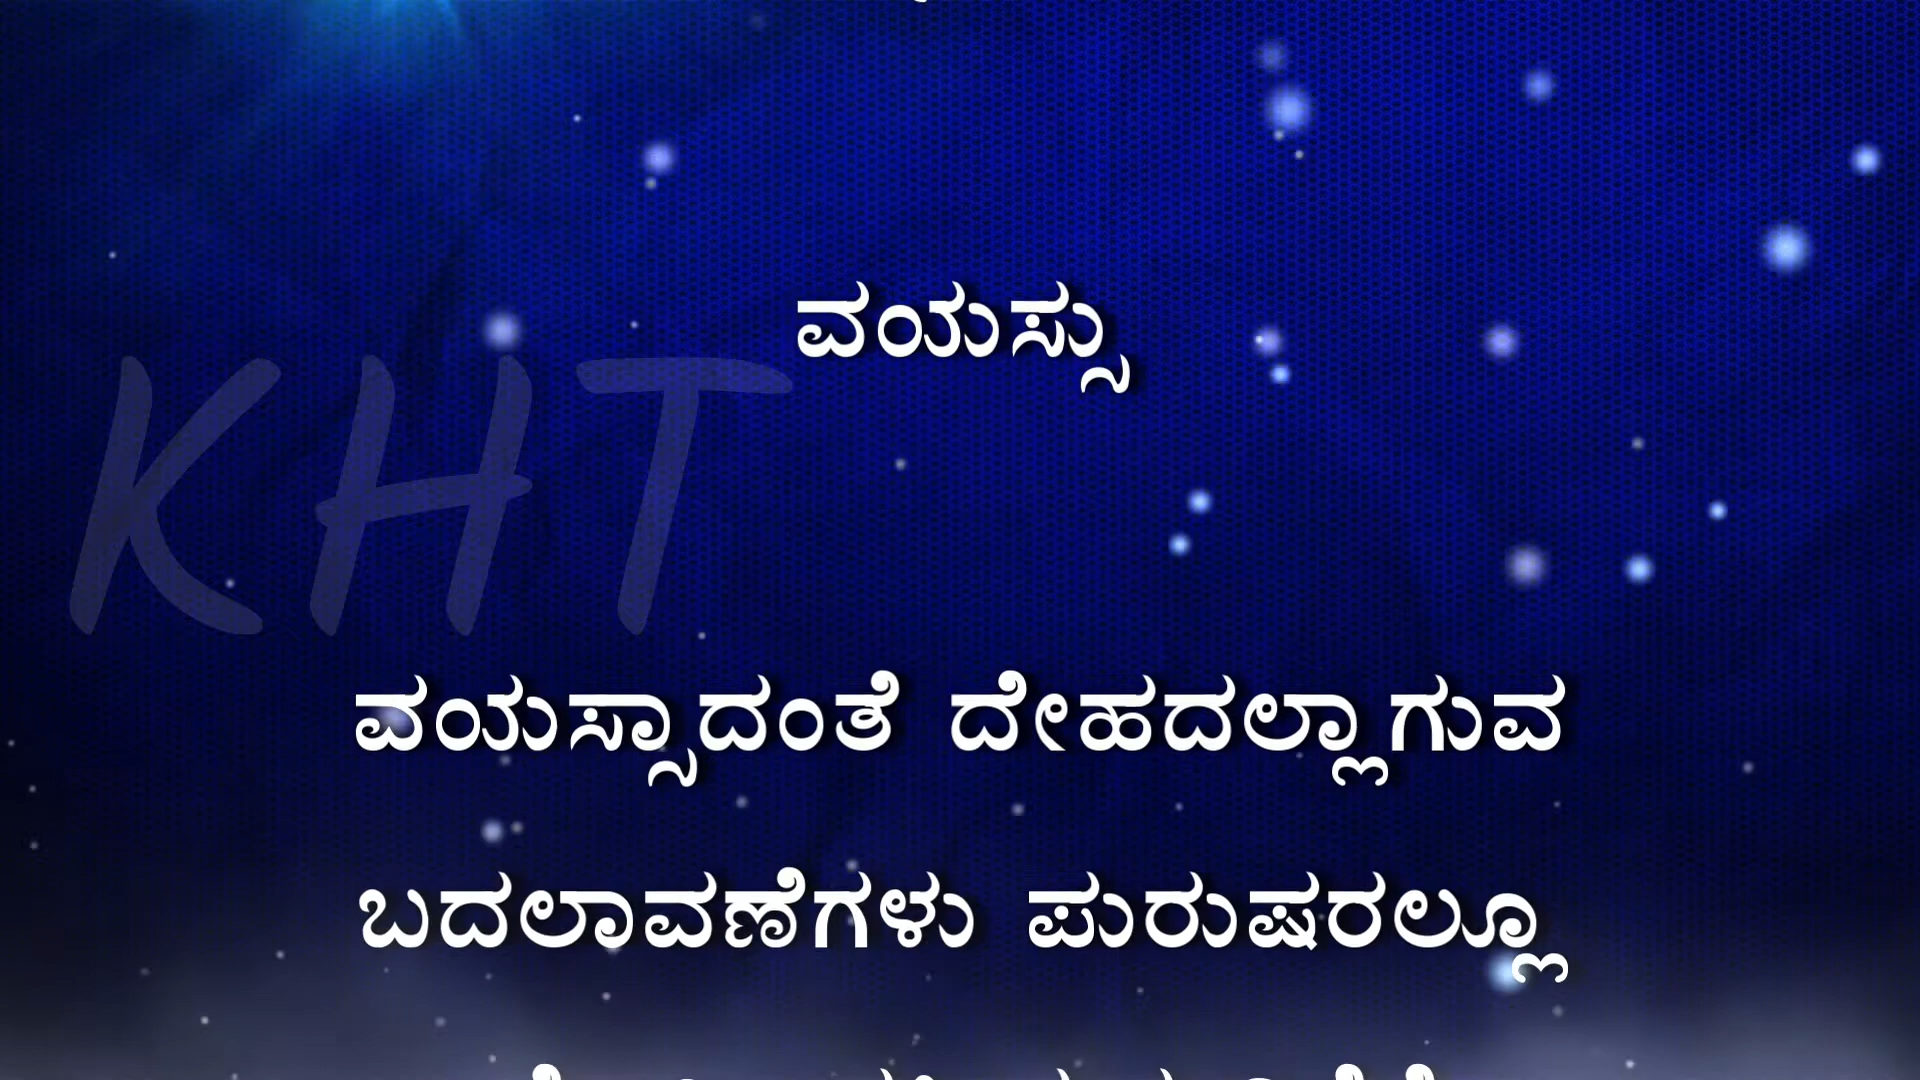 ವಯಸ್ಸು
KHT
ವಯಸ್ಸಾದಂತೆ ದೇಹದಲ್ಲಾಗುವ
ಬದಲಾವಣೆಗಳು ಪುರುಷರಲ್ಲೂ